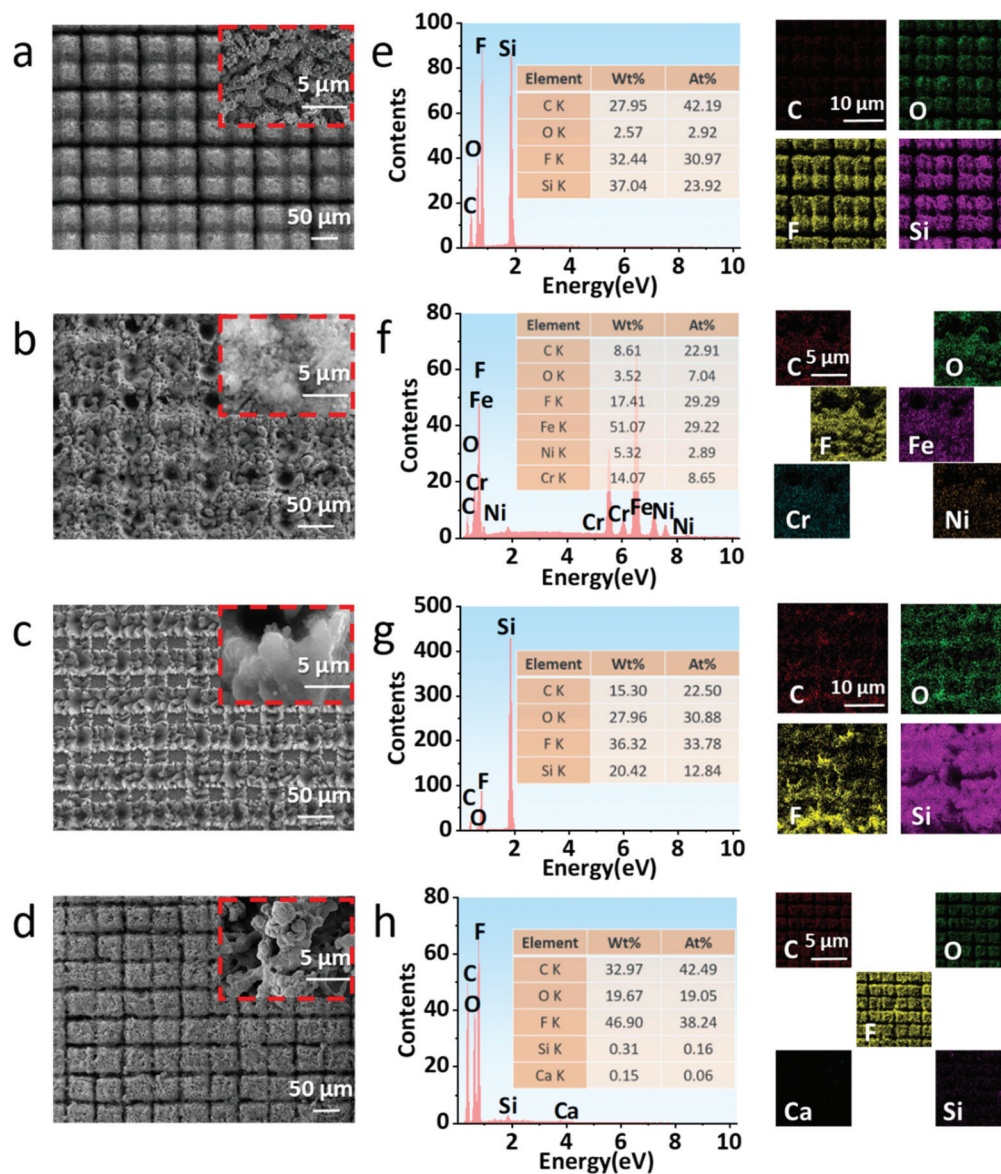 a
5 μm
50 μm
e
Contents
100
80
60
40
20
0
F
Si
O
C
Element Wt% At%
C K 27.95 42.19
O K 2.57 2.92
F K 32.44 30.97
Si K 37.04 23.92
2 4 6 8 10
Energy(eV)
C 10 μm
O
F
Si
b
5 μm
50 μm
f
Contents
80
60
40
20
0
F
Fe
O
Cr
C
Ni
Element Wt% At%
C K 8.61 22.91
O K 3.52 7.04
F K 17.41 29.29
Fe K 51.07 29.22
Ni K 5.32 2.89
Cr K 14.07 8.65
Cr Cr Fe Ni Ni
2 4 6 8 10
Energy(eV)
C 5 μm
O
F
Fe
Cr
Ni
c
5 μm
50 μm
g
Contents
500
400
300
200
100
0
Si
F
C
O
Element Wt% At%
C K 15.30 22.50
O K 27.96 30.88
F K 36.32 33.78
Si K 20.42 12.84
2 4 6 8 10
Energy(eV)
C 10 μm
O
F
Si
d
5 μm
50 μm
h
Contents
80
60
40
20
0
F
C
O
Si
Ca
Element Wt% At%
C K 32.97 42.49
O K 19.67 19.05
F K 46.90 38.24
Si K 0.31 0.16
Ca K 0.15 0.06
2 4 6 8 10
Energy(eV)
C 5 μm
O
F
Ca
Si